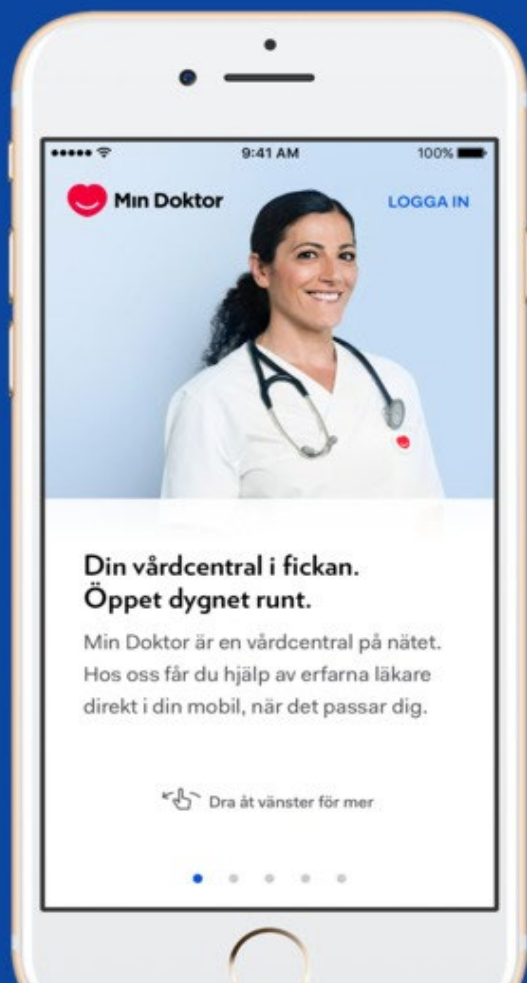 9:41 AM
100%
Min Doktor
LOGGA IN
Din vårdcentral i fickan.
Öppet dygnet runt.
Min Doktor är en vårdcentral på nätet.
Hos oss får du hjälp av erfarna läkare
direkt i din mobil, när det passar dig.
Dra åt vänster för mer